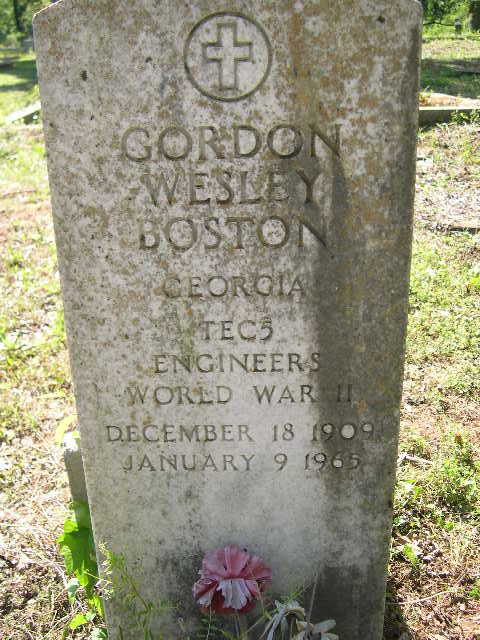 GORDON
WESLEY
BOSTON
GEORGIA
TEC5
ENGINEERS
WORLD WAR II
DECEMBER 18 1909
JANUARY 9 1965